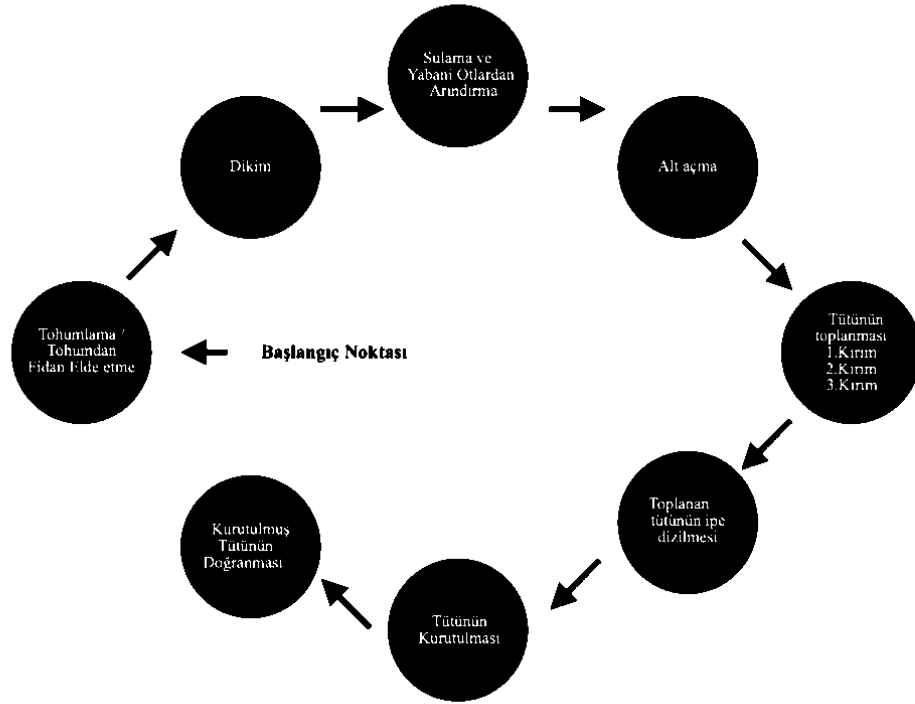 Sulama ve
Yabani Otlardan
Arındırma
Dikim
Alt açma
Tohumlama /
Tohumdan
Fidan Elde etme
Başlangıç Noktası
Tütünün
toplanması
1.Kırım
2.Kırım
3.Kırım
Toplanan
tütünün ipe
dizilmesi
Kurutulmuş
Tütünün
Doğranması
Tütünün
Kurutulması